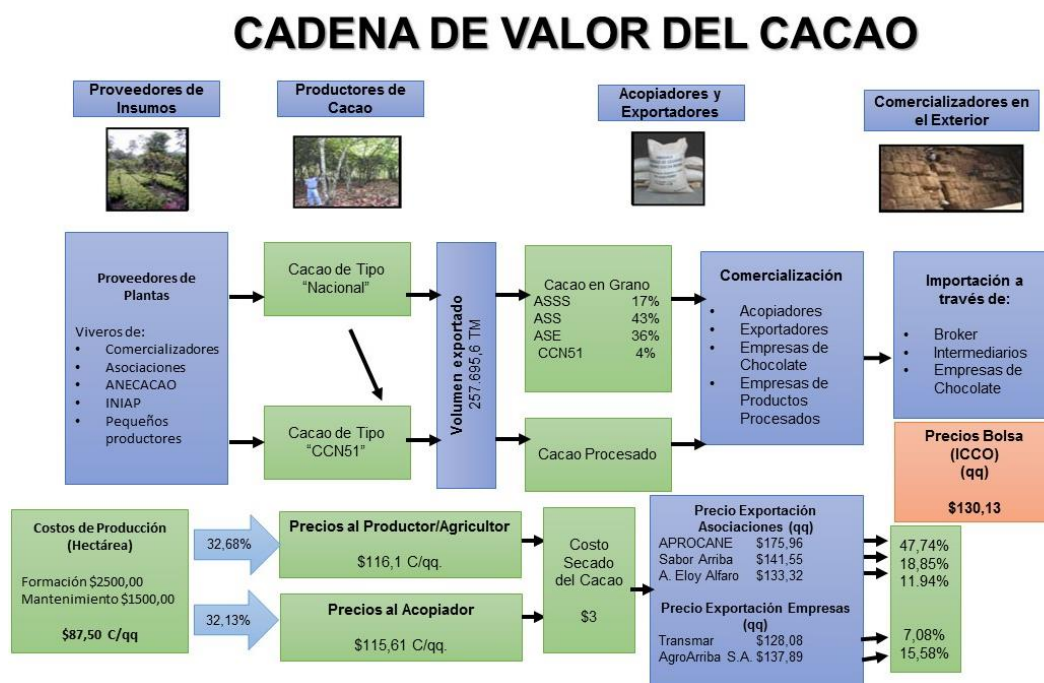 CADENA DE VALOR DEL CACAO
Proveedores de
Insumos
Productores de
Cacao
Acopiadores y
Exportadores
Comercializadores en
el Exterior
Proveedores de
Plantas
Viveros de:
• Comercializadores
• Asociaciones
• ANECACAO
• INIAP
• Pequeños
productores
Cacao de Tipo
“Nacional”
Cacao de Tipo
“CCN51”
Volumen exportado
257.695,6 TM
Cacao en Grano
ASSS 17%
ASS 43%
ASE 36%
CCN51 4%
Cacao Procesado
Comercialización
• Acopiadores
• Exportadores
• Empresas de
Chocolate
• Empresas de
Productos
Procesados
Importación a
través de:
• Broker
• Intermediarios
• Empresas de
Chocolate
Precios Bolsa
(ICCO)
(qq)
$130,13
Costos de Producción
(Hectárea)
Formación $2500,00
Mantenimiento $1500,00
$87,50 C/qq
32,68%
32,13%
Precios al Productor/Agricultor
$116,1 C/qq.
Precios al Acopiador
$115,61 C/qq.
Costo
Secado
del Cacao
$3
Precio Exportación
Asociaciones (qq)
APROCANE $175,96
Sabor Arriba $141,55
A. Eloy Alfaro $133,32
Precio Exportación Empresas
(qq)
Transmar $128,08
AgroArriba S.A. $137,89
47,74%
18,85%
11.94%
7,08%
15,58%